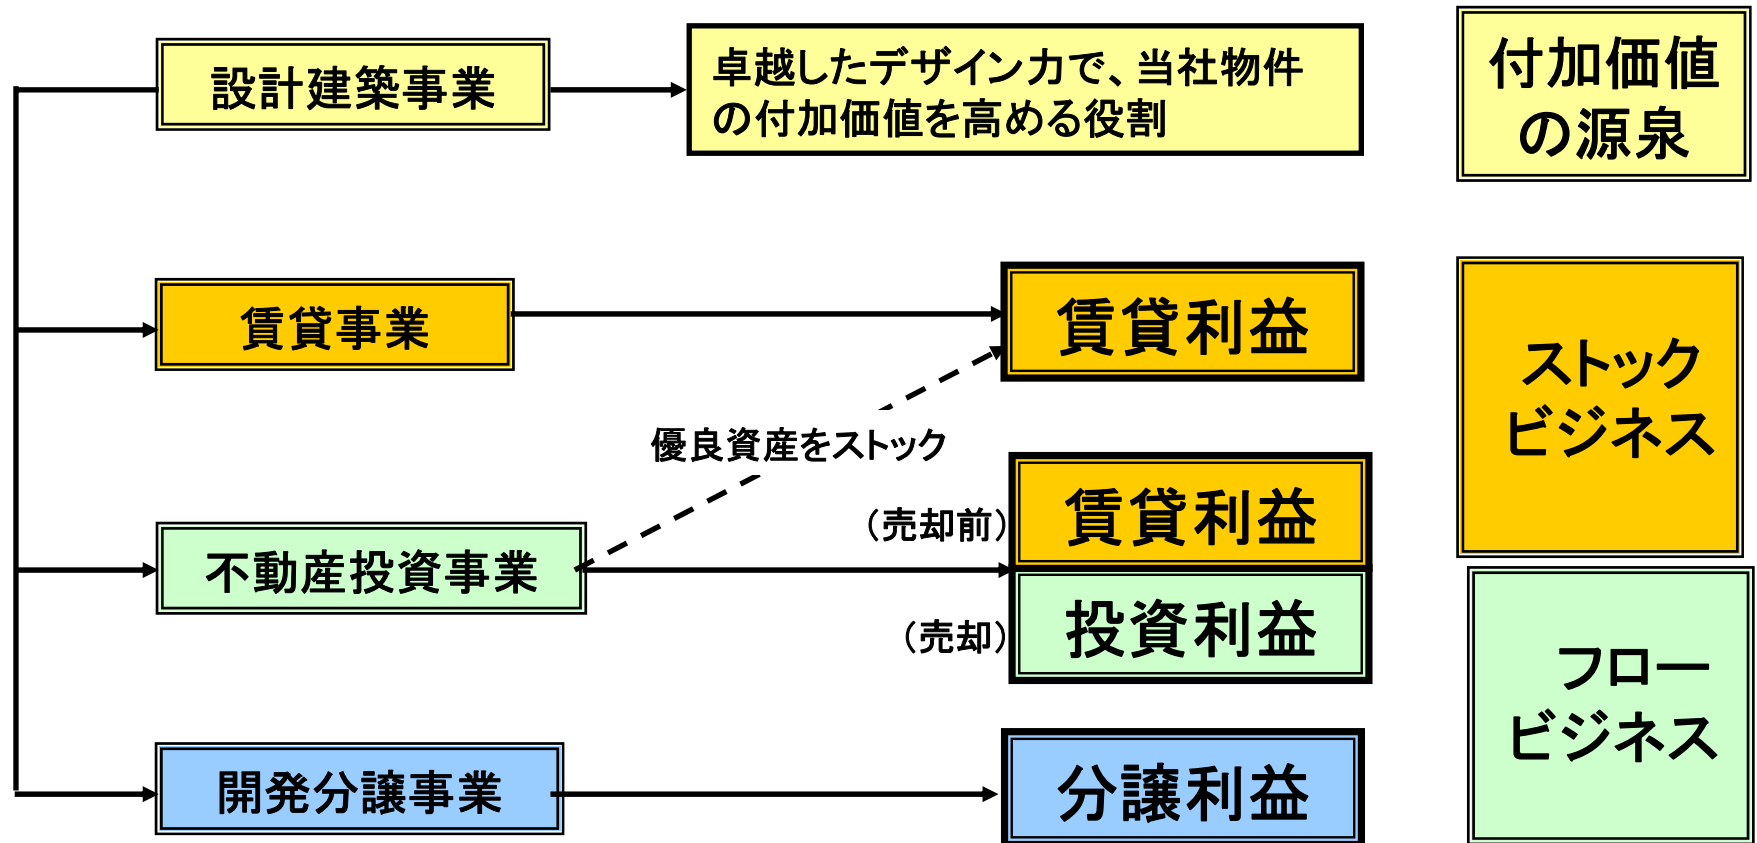 設計建築事業
卓越したデザイン力で、当社物件
の付加価値を高める役割
付加価値
の源泉
賃貸事業
賃貸利益
ストック
ビジネス
優良資産をストック
不動産投資事業
（売却前）
賃貸利益
（売却）
投資利益
フロー
ビジネス
開発分譲事業
分譲利益